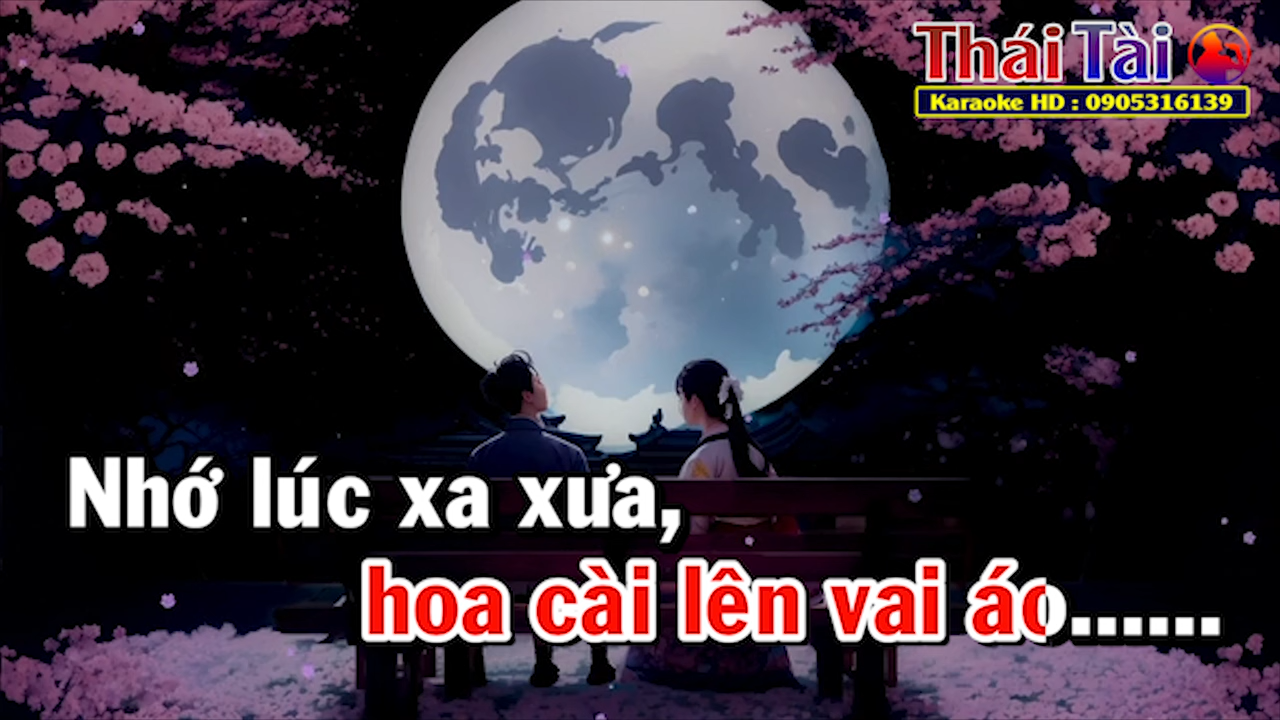 Thái Tài
Karaoke HD : 0905316139
Nhớ lúc xa xưa,
hoa cài lên vai áo......